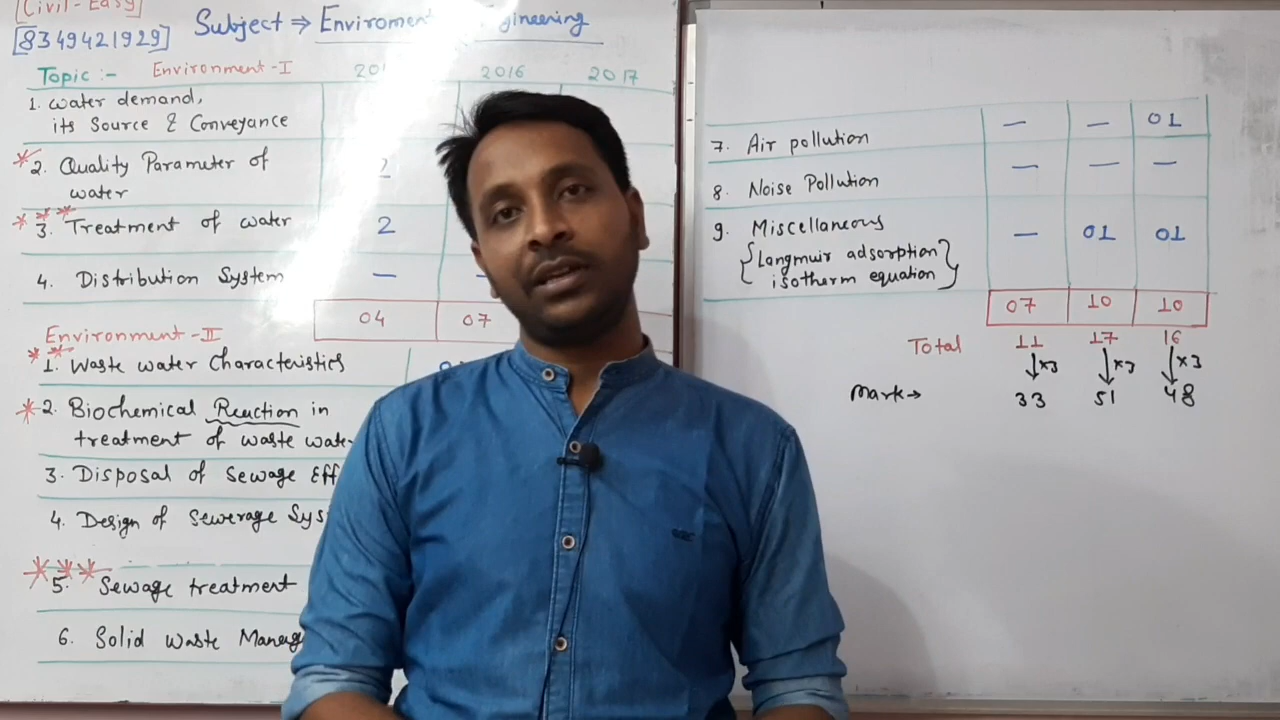 [Civil - Easy]
[8349421929]
Subject ⇒ Enviroment gineering
Topic :- Environment - I 20 2016 2017
1. water demand,
its Source & Conveyance
* 2. Quality Parameter of
water 2
*** 3. Treatment of water 2
4. Distribution System —
04 07
Environment - II
** 1. Waste water Characteristics
* 2. Biochemical Reaction in
treatment of waste wate
3. Disposal of Sewage Eff
4. Design of Sewerage Sys
*** 5. Sewage treatment
6. Solid Waste Manag
7. Air pollution — — 01
8. Noise Pollution — — —
9. Miscellaneous — 01 01
{Langmuir adsorption
isotherm equation}
07 10 10
Total 11 17 16
↓×3 ↓×3 ↓×3
Mark → 33 51 48